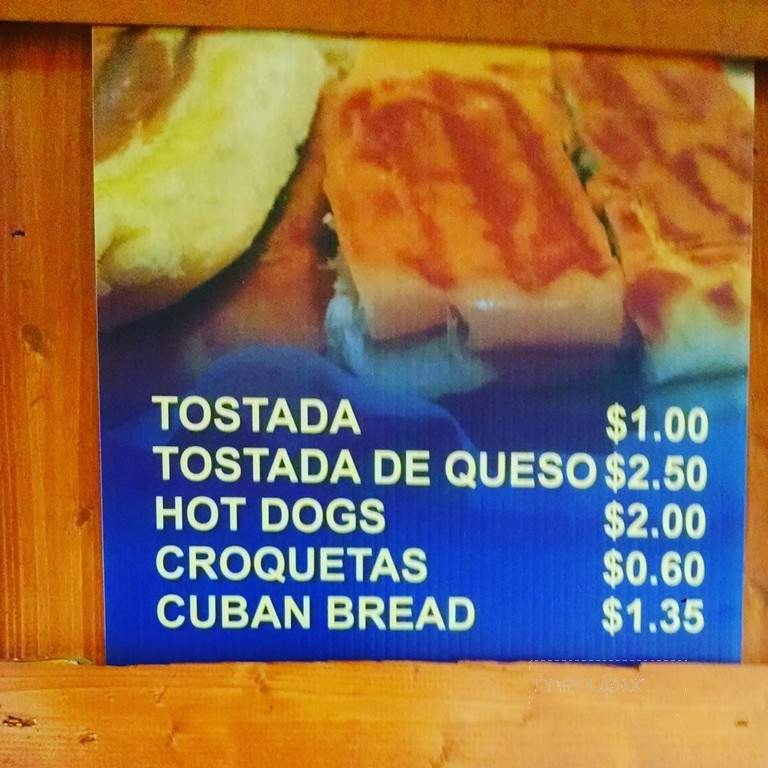 TOSTADA $1.00
TOSTADA DE QUESO $2.50
HOT DOGS $2.00
CROQUETAS $0.60
CUBAN BREAD $1.35
menupix